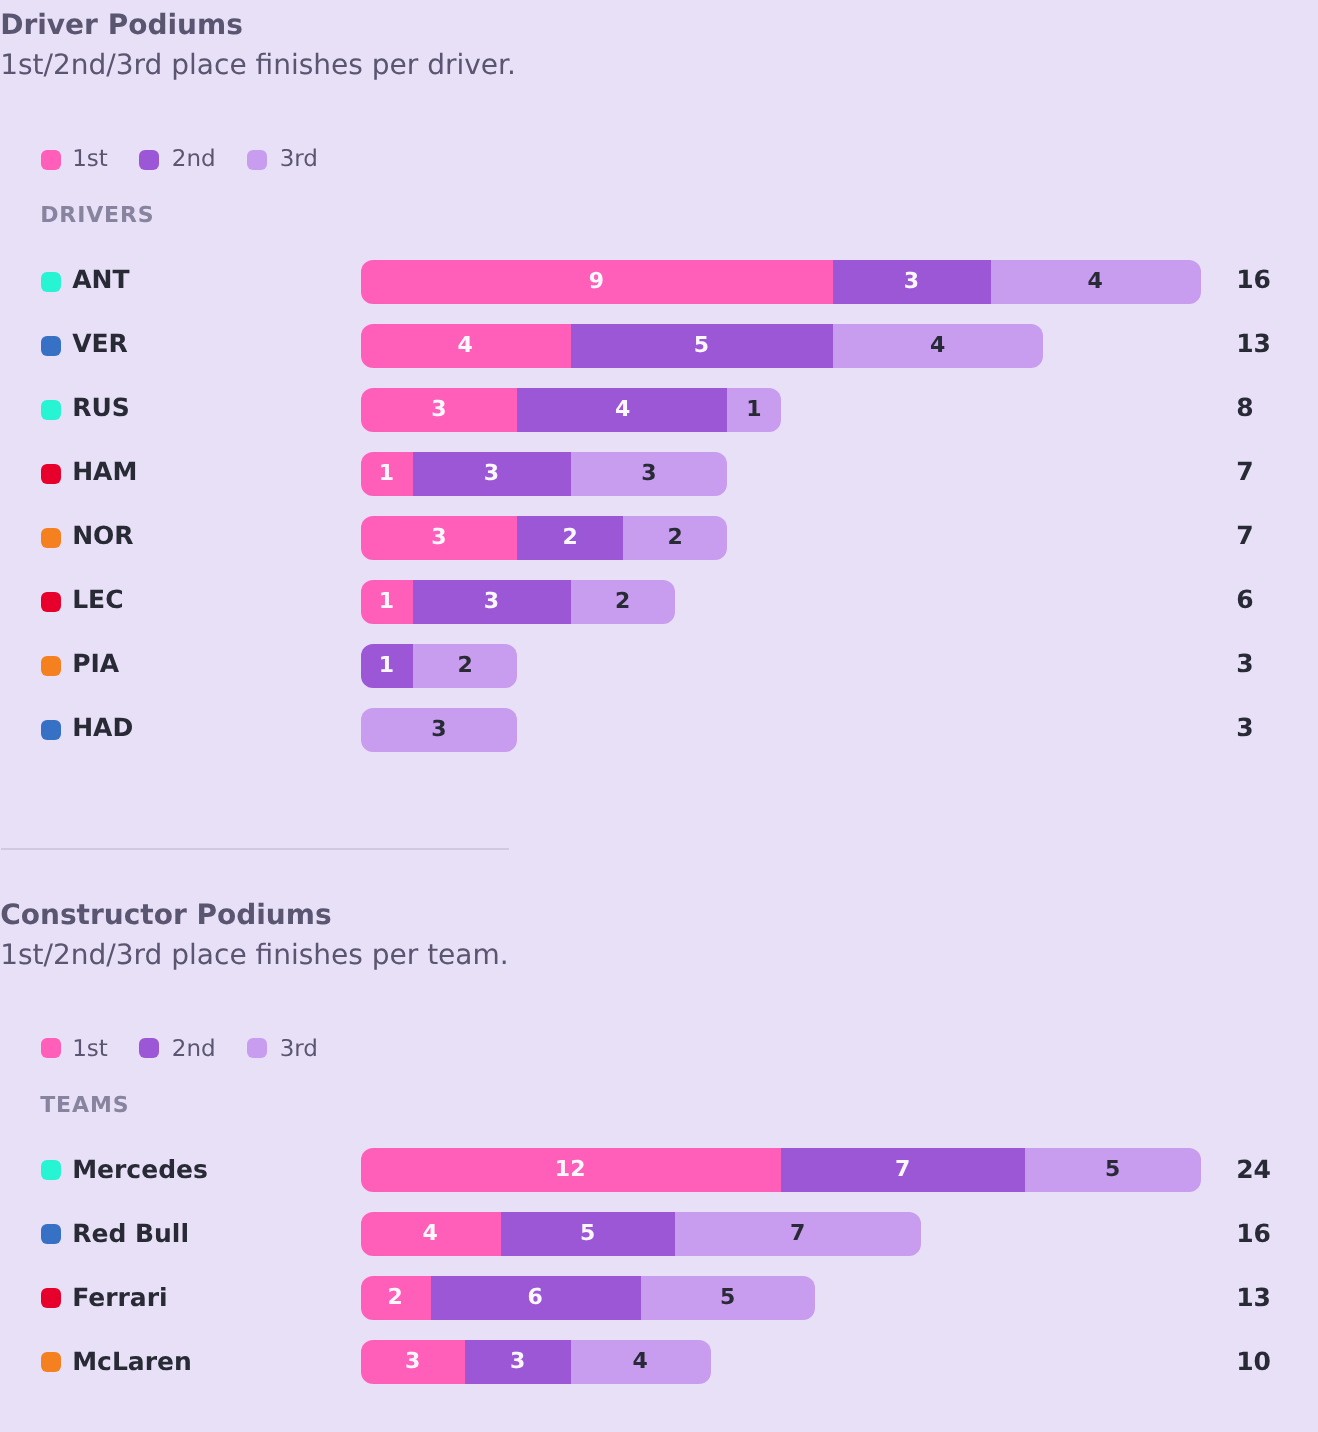 Driver Podiums
1st/2nd/3rd place finishes per driver.
1st 2nd 3rd
DRIVERS
ANT 9 3 4 16
VER 4 5 4 13
RUS 3 4 1 8
HAM 1 3 3 7
NOR 3 2 2 7
LEC 1 3 2 6
PIA 1 2 3
HAD 3 3
Constructor Podiums
1st/2nd/3rd place finishes per team.
1st 2nd 3rd
TEAMS
Mercedes 12 7 5 24
Red Bull 4 5 7 16
Ferrari 2 6 5 13
McLaren 3 3 4 10